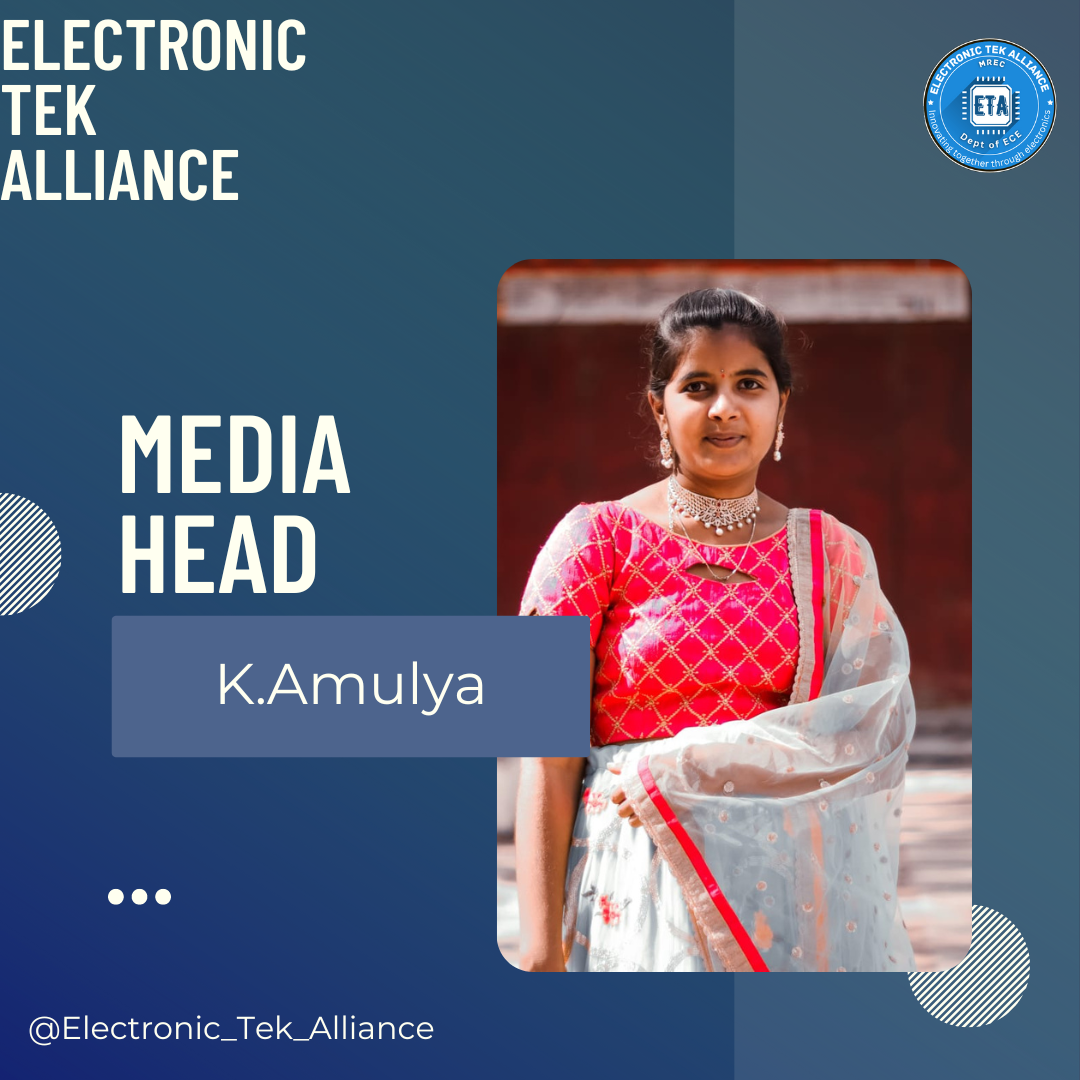 ELECTRONIC
TEK
ALLIANCE
ELECTRONIC TEK ALLIANCE
MREC
ETA
Dept of ECE
Innovating together through electronics
MEDIA
HEAD
K.Amulya
@Electronic_Tek_Alliance